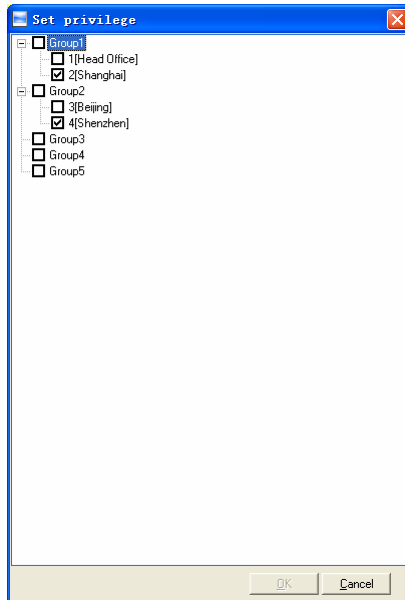 Set privilege
Group1
1[Head Office]
2[Shanghai]
Group2
3[Beijing]
4[Shenzhen]
Group3
Group4
Group5
OK
Cancel